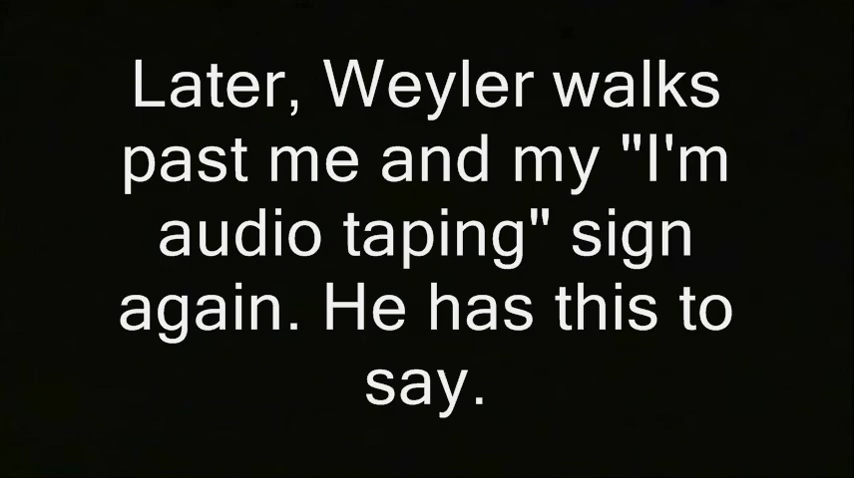 Later, Weyler walks
past me and my "I'm
audio taping" sign
again. He has this to
say.